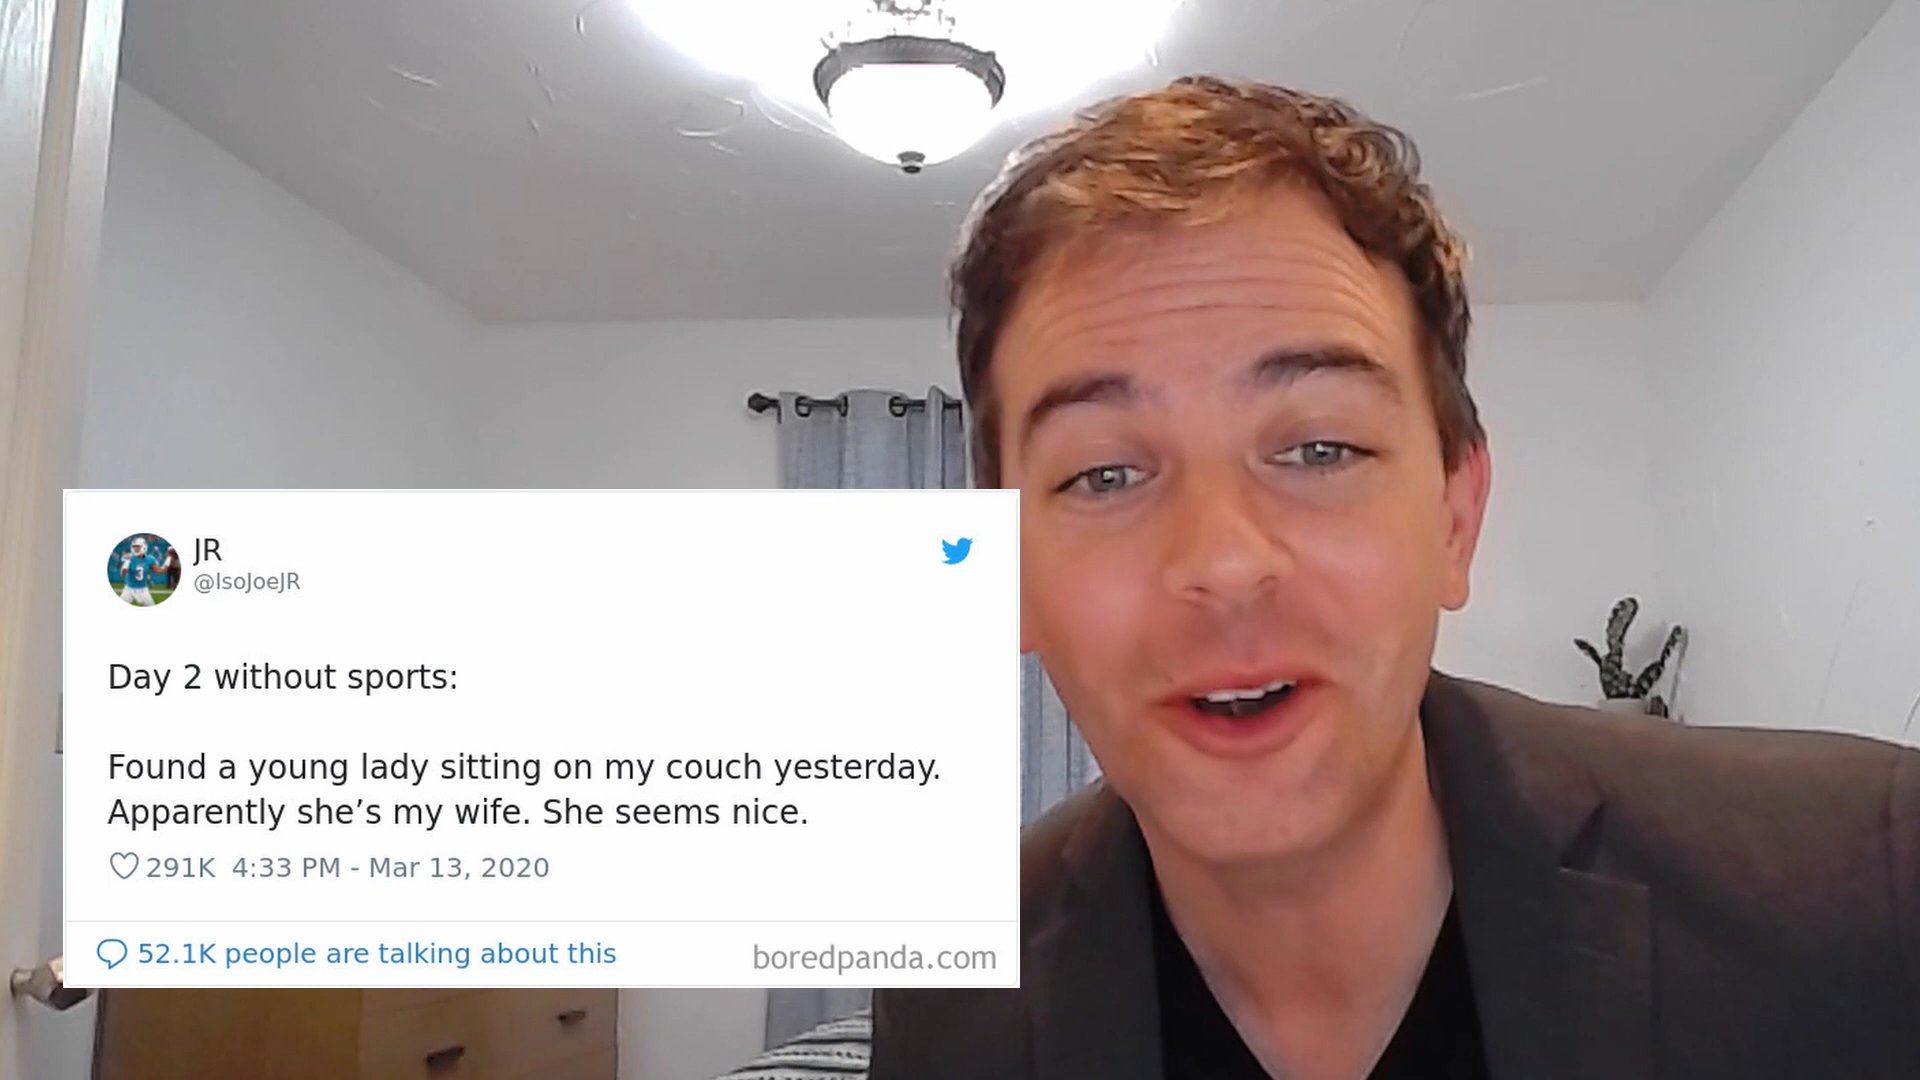 JR
@IsoJoeJR
Day 2 without sports:
Found a young lady sitting on my couch yesterday.
Apparently she’s my wife. She seems nice.
291K 4:33 PM - Mar 13, 2020
52.1K people are talking about this
boredpanda.com